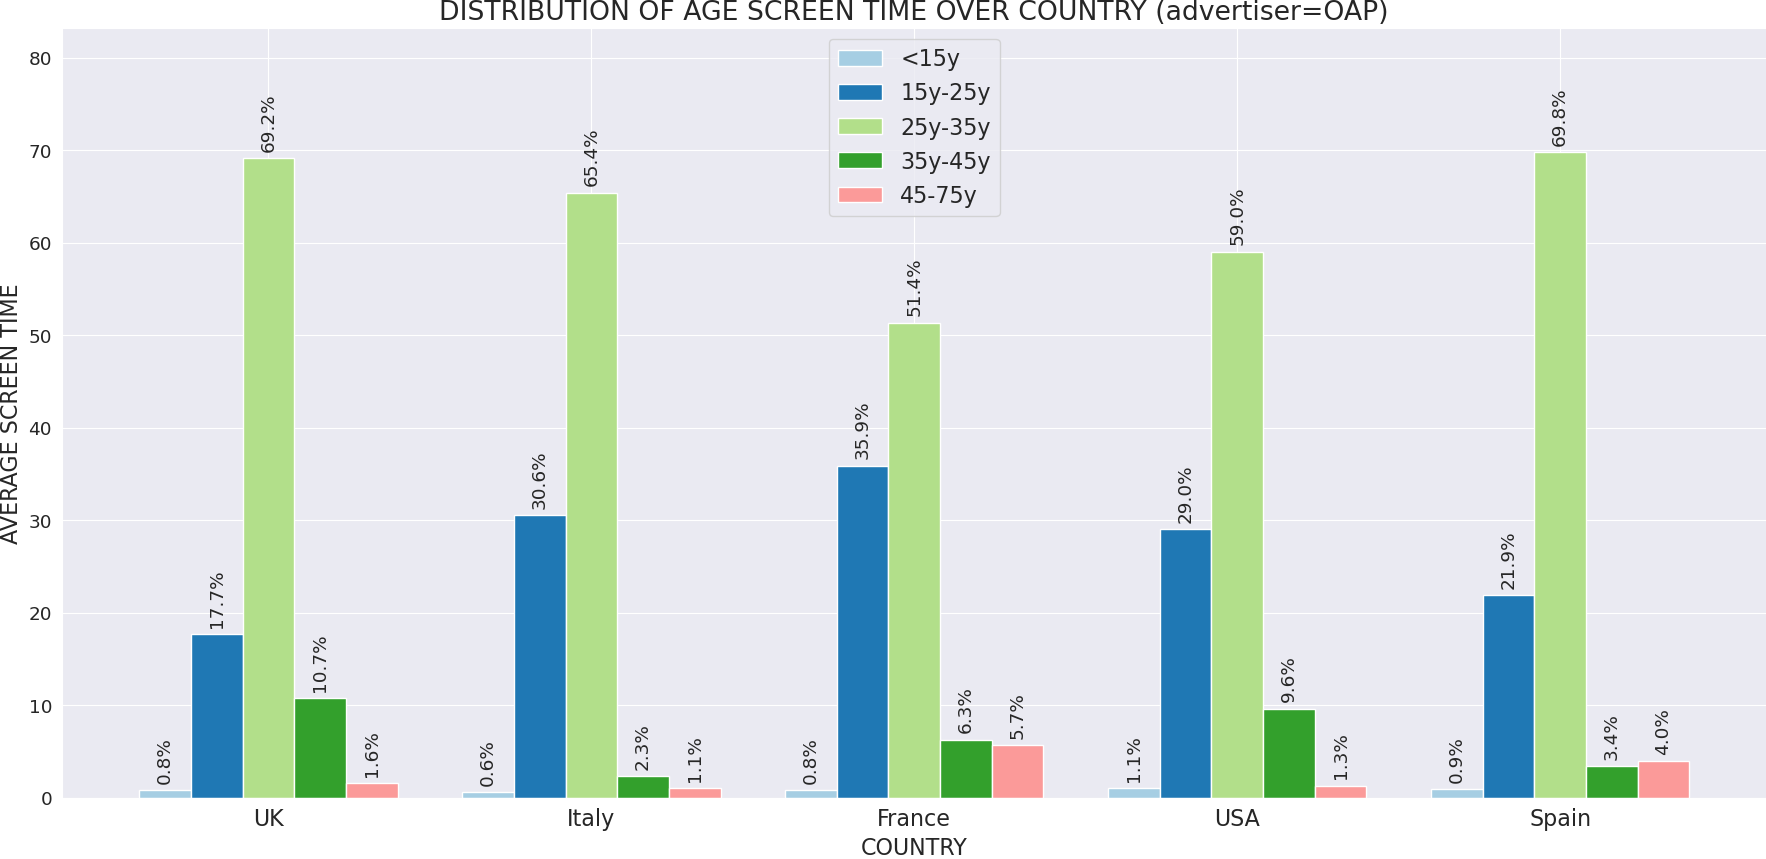 DISTRIBUTION OF AGE SCREEN TIME OVER COUNTRY (advertiser=OAP)
<15y
15y-25y
25y-35y
35y-45y
45-75y
AVERAGE SCREEN TIME
80
70
60
50
40
30
20
10
0
0.8%
17.7%
69.2%
10.7%
1.6%
0.6%
30.6%
65.4%
2.3%
1.1%
0.8%
35.9%
51.4%
6.3%
5.7%
1.1%
29.0%
59.0%
9.6%
1.3%
0.9%
21.9%
69.8%
3.4%
4.0%
UK
Italy
France
USA
Spain
COUNTRY